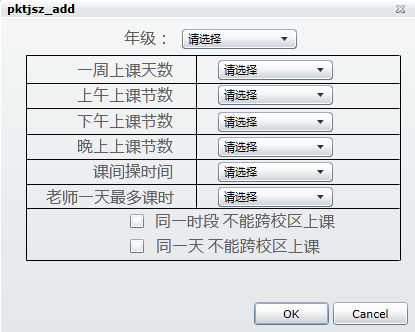 pktjsz_add
年级： 请选择
一周上课天数 请选择
上午上课节数 请选择
下午上课节数 请选择
晚上上课节数 请选择
课间操时间 请选择
老师一天最多课时 请选择
同一时段 不能跨校区上课
同一天 不能跨校区上课
OK Cancel